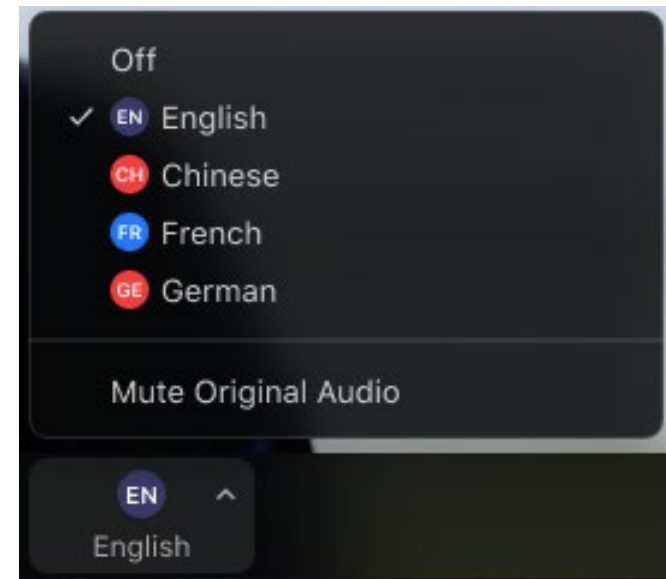 Off
EN English
CH Chinese
FR French
GE German
Mute Original Audio
EN
English